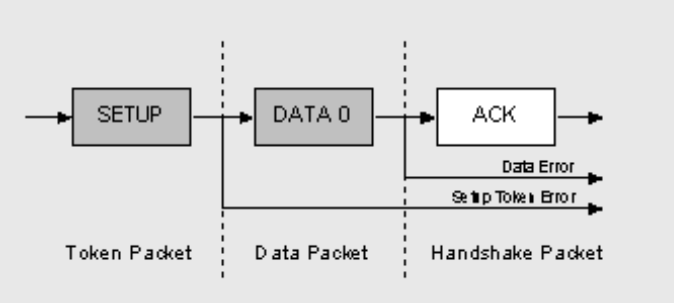 SETUP
DATA 0
ACK
Data Error
Setup Token Error
Token Packet
Data Packet
Handshake Packet